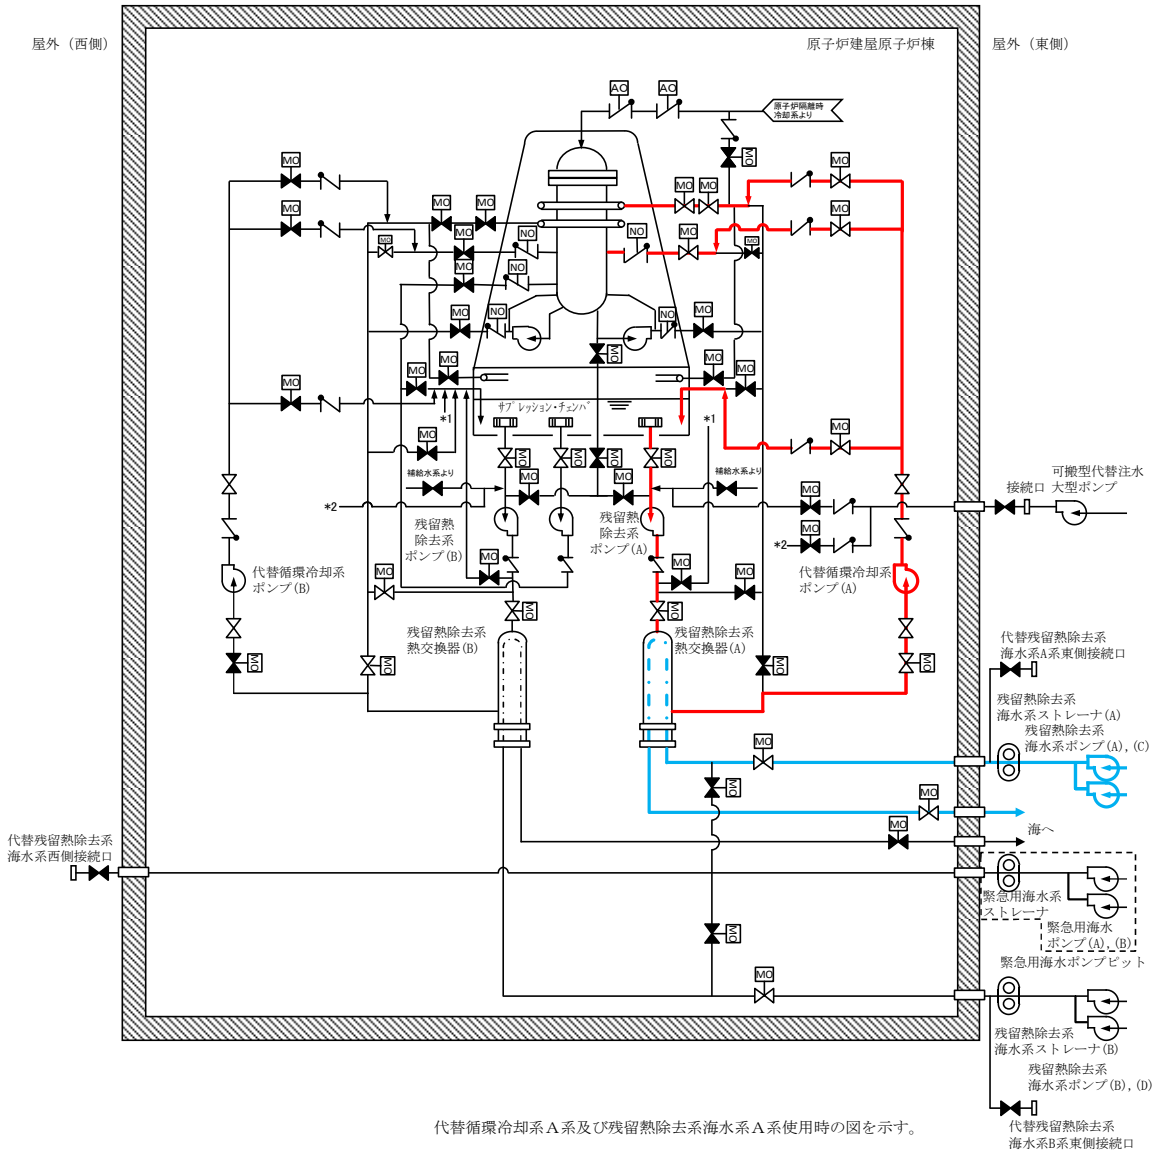 屋外（西側）
原子炉建屋原子炉棟
屋外（東側）
AO
AO
原子炉隔離時
冷却系より
MO
MO
MO
MO
MO
MO
MO
MO
MO
MO
MO
NO
NO
MO
MO
MO
MO
NO
MO
NO
NO
MO
MO
MO
MO
MO
MO
MO
MO
*1
サプレッション・チェンバ
*1
MO
MO
MO
MO
MO
MO
補給水系より
MO
MO
補給水系より
MO
可搬型代替注水
大型ポンプ
接続口
*2
残留熱
除去系
ポンプ(B)
残留熱
除去系
ポンプ(A)
MO
*2
代替循環冷却系
ポンプ(B)
MO
MO
MO
MO
代替循環冷却系
ポンプ(A)
MO
MO
残留熱除去系
熱交換器(B)
残留熱除去系
熱交換器(A)
MO
MO
MO
MO
代替残留熱除去系
海水系A系東側接続口
残留熱除去系
海水系ストレーナ(A)
残留熱除去系
海水系ポンプ(A),(C)
MO
MO
MO
MO
海へ
代替残留熱除去系
海水系西側接続口
緊急用海水系
ストレーナ
緊急用海水
ポンプ(A),(B)
緊急用海水ポンプピット
MO
MO
残留熱除去系
海水系ストレーナ(B)
残留熱除去系
海水系ポンプ(B),(D)
代替残留熱除去系
海水系B系東側接続口
代替循環冷却系Ａ系及び残留熱除去系海水系Ａ系使用時の図を示す。